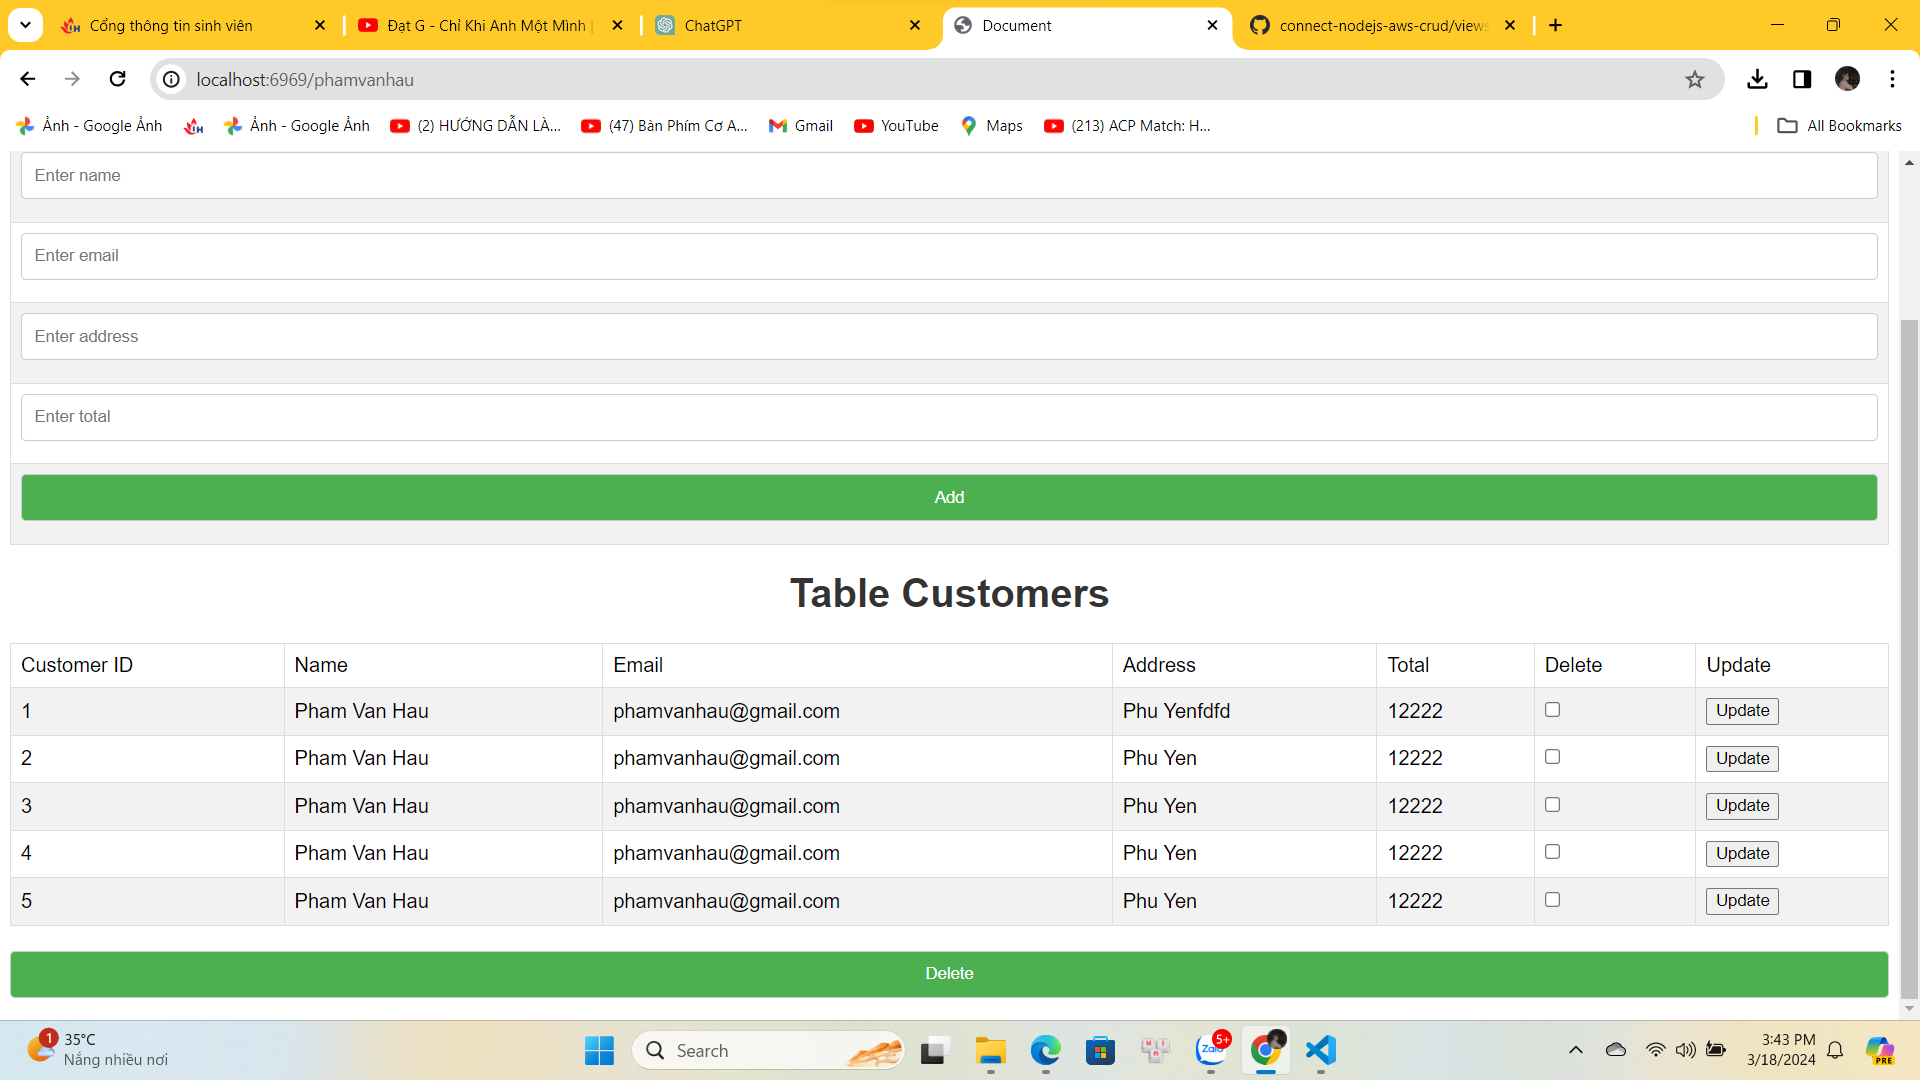 Cổng thông tin sinh viên
Đạt G - Chỉ Khi Anh Một Mình |
ChatGPT
Document
connect-nodejs-aws-crud/views
localhost:6969/phamvanhau
Ảnh - Google Ảnh
Ảnh - Google Ảnh
(2) HƯỚNG DẪN LÀ...
(47) Bàn Phím Cơ A...
Gmail
YouTube
Maps
(213) ACP Match: H...
All Bookmarks
Enter name
Enter email
Enter address
Enter total
Add
Table Customers
Customer ID Name Email Address Total Delete Update
1 Pham Van Hau phamvanhau@gmail.com Phu Yenfdfd 12222 Update
2 Pham Van Hau phamvanhau@gmail.com Phu Yen 12222 Update
3 Pham Van Hau phamvanhau@gmail.com Phu Yen 12222 Update
4 Pham Van Hau phamvanhau@gmail.com Phu Yen 12222 Update
5 Pham Van Hau phamvanhau@gmail.com Phu Yen 12222 Update
Delete
1
35°C
Nắng nhiều nơi
Search
Zalo
5+
3:43 PM
3/18/2024
PRE